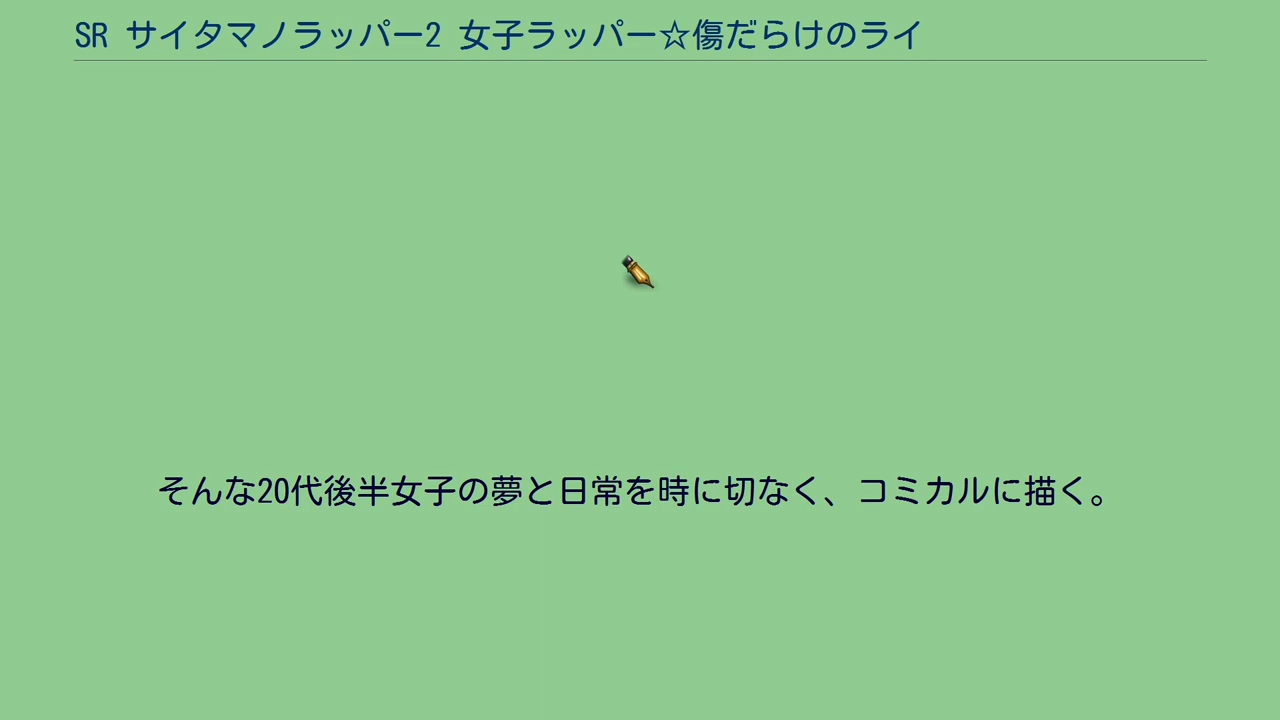 SR サイタマノラッパー2 女子ラッパー☆傷だらけのライ
そんな20代後半女子の夢と日常を時に切なく、コミカルに描く。